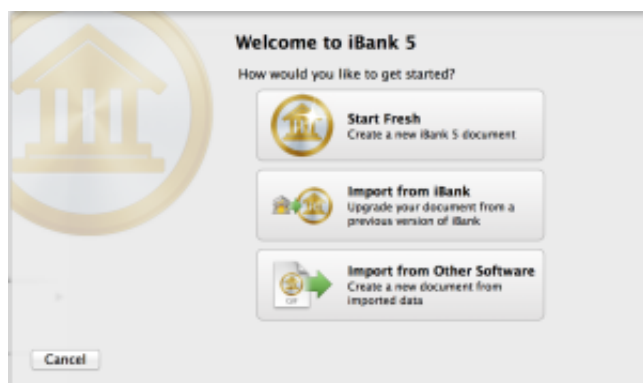 Welcome to iBank 5
How would you like to get started?
Start Fresh
Create a new iBank 5 document
Import from iBank
Upgrade your document from a
previous version of iBank
Import from Other Software
Create a new document from
imported data
Cancel